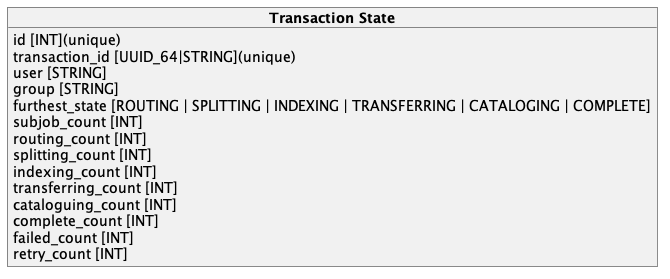 Transaction State
id [INT](unique)
transaction_id [UUID_64|STRING](unique)
user [STRING]
group [STRING]
furthest_state [ROUTING | SPLITTING | INDEXING | TRANSFERRING | CATALOGING | COMPLETE]
subjob_count [INT]
routing_count [INT]
splitting_count [INT]
indexing_count [INT]
transferring_count [INT]
cataloguing_count [INT]
complete_count [INT]
failed_count [INT]
retry_count [INT]